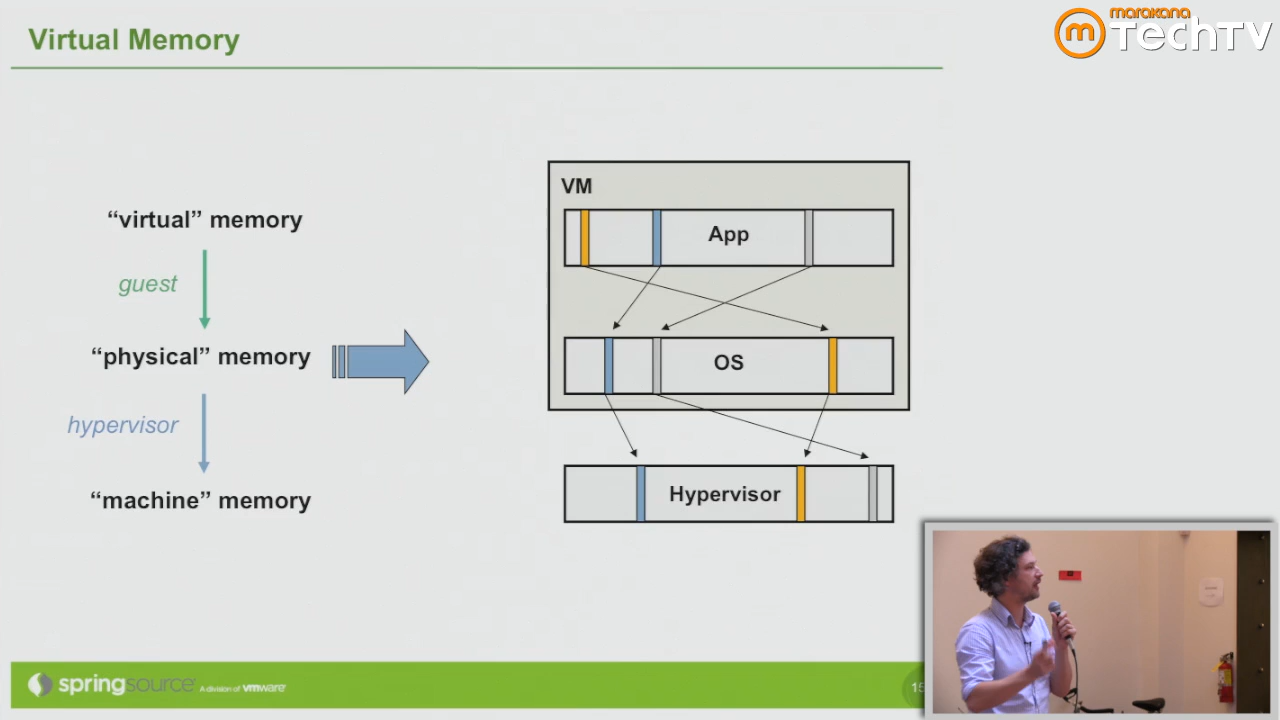 Virtual Memory
marakana
m TechTV
“virtual” memory
guest
“physical” memory
hypervisor
“machine” memory
VM
App
OS
Hypervisor
springsource A division of vmware
15